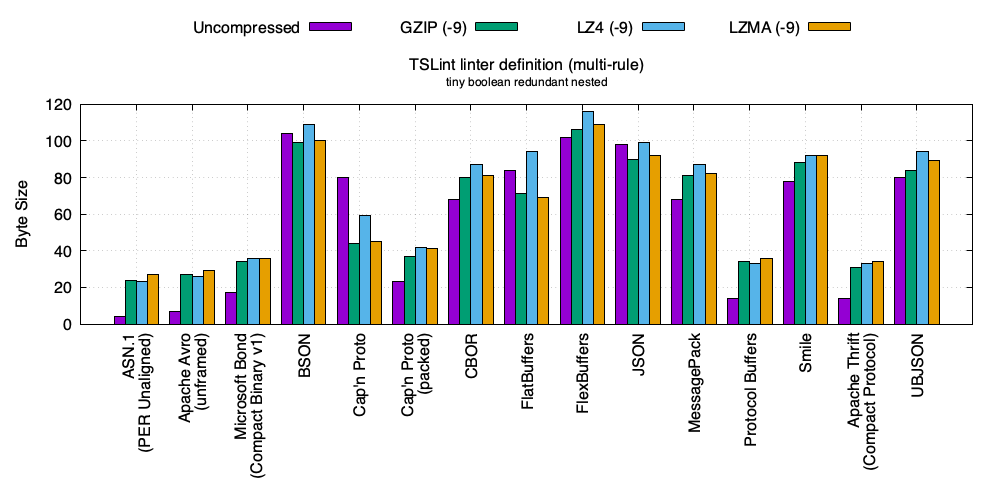 Uncompressed GZIP (-9) LZ4 (-9) LZMA (-9)
TSLint linter definition (multi-rule)
tiny boolean redundant nested
Byte Size
120
100
80
60
40
20
0
ASN.1
(PER Unaligned)
Apache Avro
(unframed)
Microsoft Bond
(Compact Binary v1)
BSON
Cap'n Proto
Cap'n Proto
(packed)
CBOR
FlatBuffers
FlexBuffers
JSON
MessagePack
Protocol Buffers
Smile
Apache Thrift
(Compact Protocol)
UBJSON